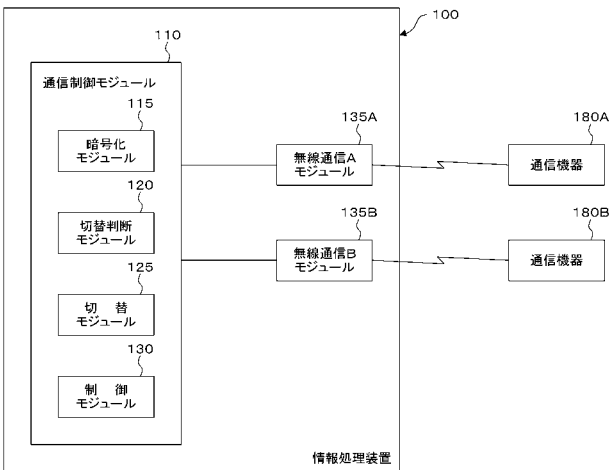 100
110
通信制御モジュール
115
暗号化
モジュール
120
切替判断
モジュール
125
切 替
モジュール
130
制 御
モジュール
135A
無線通信A
モジュール
135B
無線通信B
モジュール
180A
通信機器
180B
通信機器
情報処理装置